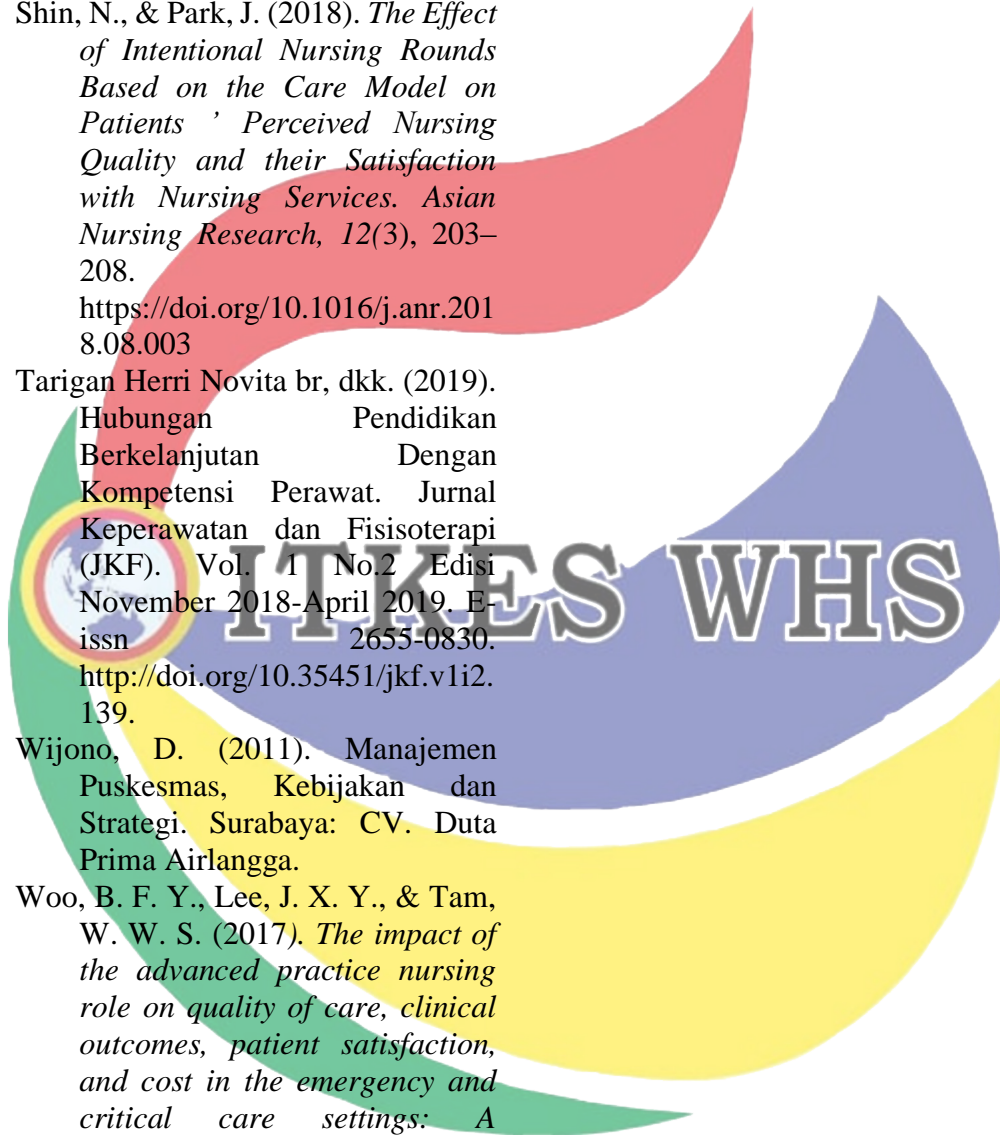 Shin, N., & Park, J. (2018). The Effect
of Intentional Nursing Rounds
Based on the Care Model on
Patients ’ Perceived Nursing
Quality and their Satisfaction
with Nursing Services. Asian
Nursing Research, 12(3), 203–
208.
https://doi.org/10.1016/j.anr.201
8.08.003
Tarigan Herri Novita br, dkk. (2019).
Hubungan Pendidikan
Berkelanjutan Dengan
Kompetensi Perawat. Jurnal
Keperawatan dan Fisisoterapi
(JKF). Vol. 1 No.2 Edisi
November 2018-April 2019. E-
issn 2655-0830.
http://doi.org/10.35451/jkf.v1i2.
139.
Wijono, D. (2011). Manajemen
Puskesmas, Kebijakan dan
Strategi. Surabaya: CV. Duta
Prima Airlangga.
Woo, B. F. Y., Lee, J. X. Y., & Tam,
W. W. S. (2017). The impact of
the advanced practice nursing
role on quality of care, clinical
outcomes, patient satisfaction,
and cost in the emergency and
critical care settings: A
ITKES WHS